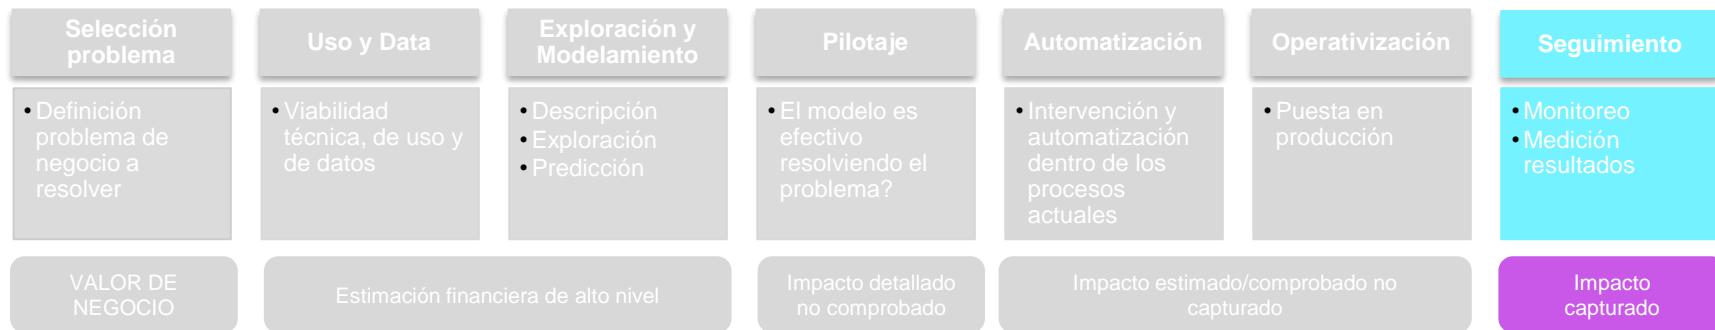 Selección
problema
• Definición
problema de
negocio a
resolver
VALOR DE
NEGOCIO
Uso y Data
• Viabilidad
técnica, de uso y
de datos
Exploración y
Modelamiento
• Descripción
• Exploración
• Predicción
Estimación financiera de alto nivel
Pilotaje
• El modelo es
efectivo
resolviendo el
problema?
Impacto detallado
no comprobado
Automatización
• Intervención y
automatización
dentro de los
procesos
actuales
Operativización
• Puesta en
producción
Impacto estimado/comprobado no
capturado
Seguimiento
• Monitoreo
• Medición
resultados
Impacto
capturado